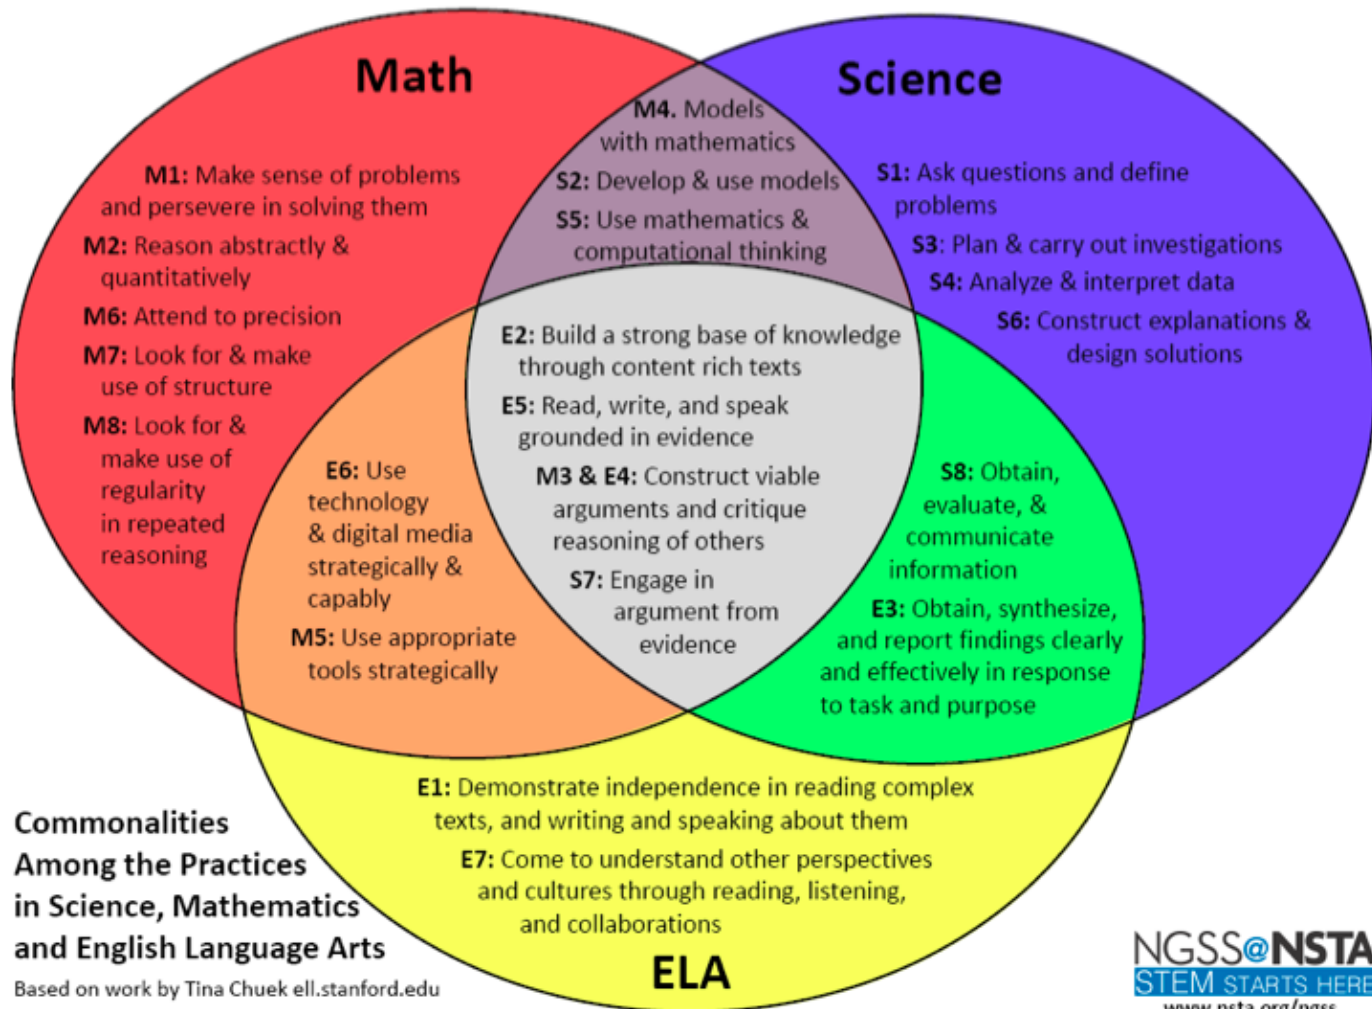 Math
Science
M1: Make sense of problems
and persevere in solving them
M2: Reason abstractly &
quantitatively
M6: Attend to precision
M7: Look for & make
use of structure
M8: Look for &
make use of
regularity
in repeated
reasoning
M4. Models
with mathematics
S2: Develop & use models
S5: Use mathematics &
computational thinking
S1: Ask questions and define
problems
S3: Plan & carry out investigations
S4: Analyze & interpret data
S6: Construct explanations &
design solutions
E2: Build a strong base of knowledge
through content rich texts
E5: Read, write, and speak
grounded in evidence
M3 & E4: Construct viable
arguments and critique
reasoning of others
S7: Engage in
argument from
evidence
E6: Use
technology
& digital media
strategically &
capably
M5: Use appropriate
tools strategically
S8: Obtain,
evaluate, &
communicate
information
E3: Obtain, synthesize,
and report findings clearly
and effectively in response
to task and purpose
E1: Demonstrate independence in reading complex
texts, and writing and speaking about them
E7: Come to understand other perspectives
and cultures through reading, listening,
and collaborations
ELA
Commonalities
Among the Practices
in Science, Mathematics
and English Language Arts
Based on work by Tina Chuek ell.stanford.edu
NGSS@NSTA
STEM STARTS HERE
www.nsta.org/ngss